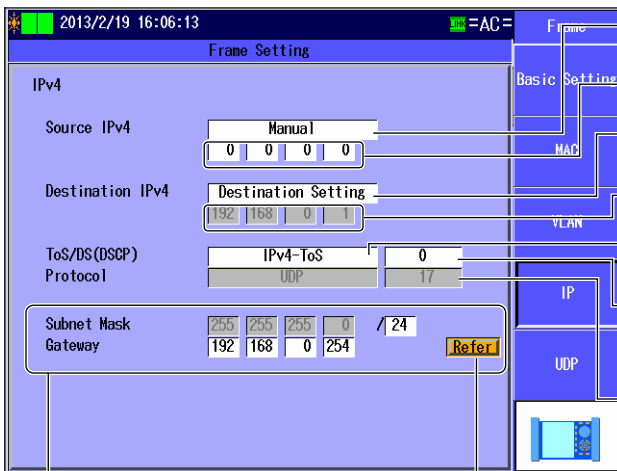 2013/2/19 16:06:13
LINK =AC=
Frame
Frame Setting
IPv4
Basic Setting
Source IPv4 Manual
0 0 0 0
MAC
Destination IPv4 Destination Setting
192 168 0 1
VLAN
ToS/DS(DSCP) IPv4-ToS 0
Protocol UDP 17
IP
Subnet Mask 255 255 255 0 / 24
Gateway 192 168 0 254 Refer
UDP